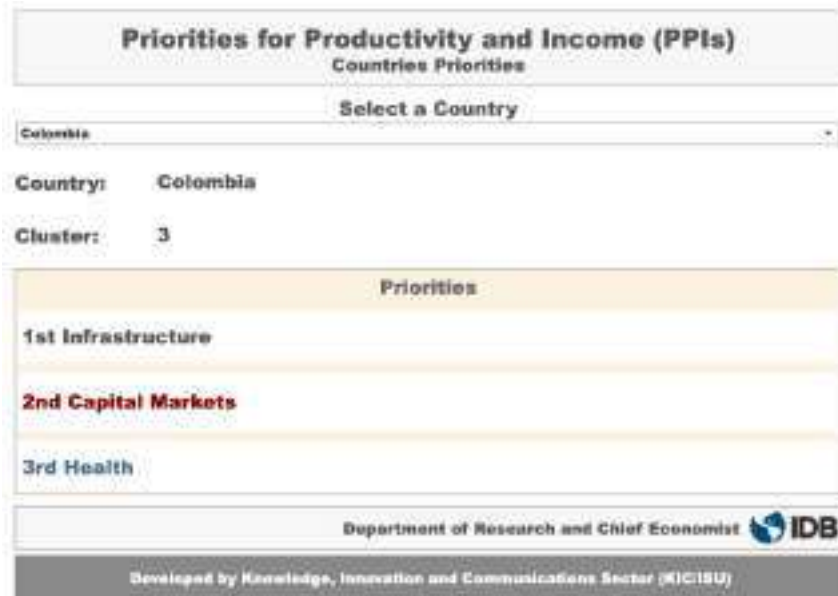 Priorities for Productivity and Income (PPIs)
Countries Priorities
Select a Country
Colombia
Country: Colombia
Cluster: 3
Priorities
1st Infrastructure
2nd Capital Markets
3rd Health
Department of Research and Chief Economist IDB
Developed by Knowledge, Innovation and Communications Sector (KIC/ISU)